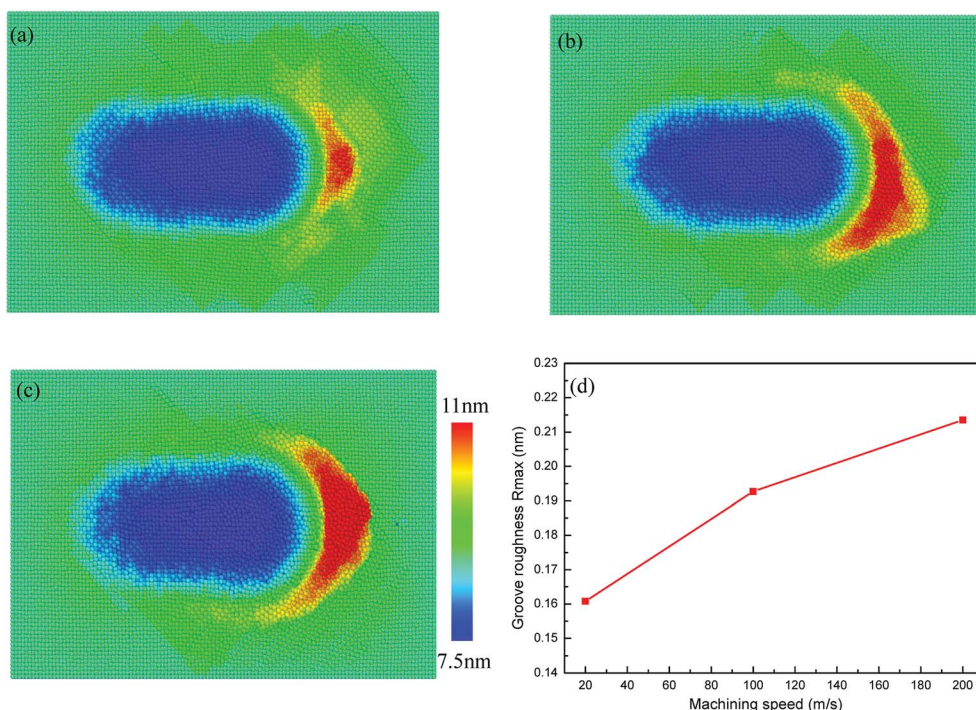 (a)
(b)
(c)
11nm
7.5nm
(d)
0.23
0.22
0.21
0.20
0.19
0.18
0.17
0.16
0.15
0.14
Groove roughness Rmax (nm)
20 40 60 80 100 120 140 160 180 200
Machining speed (m/s)